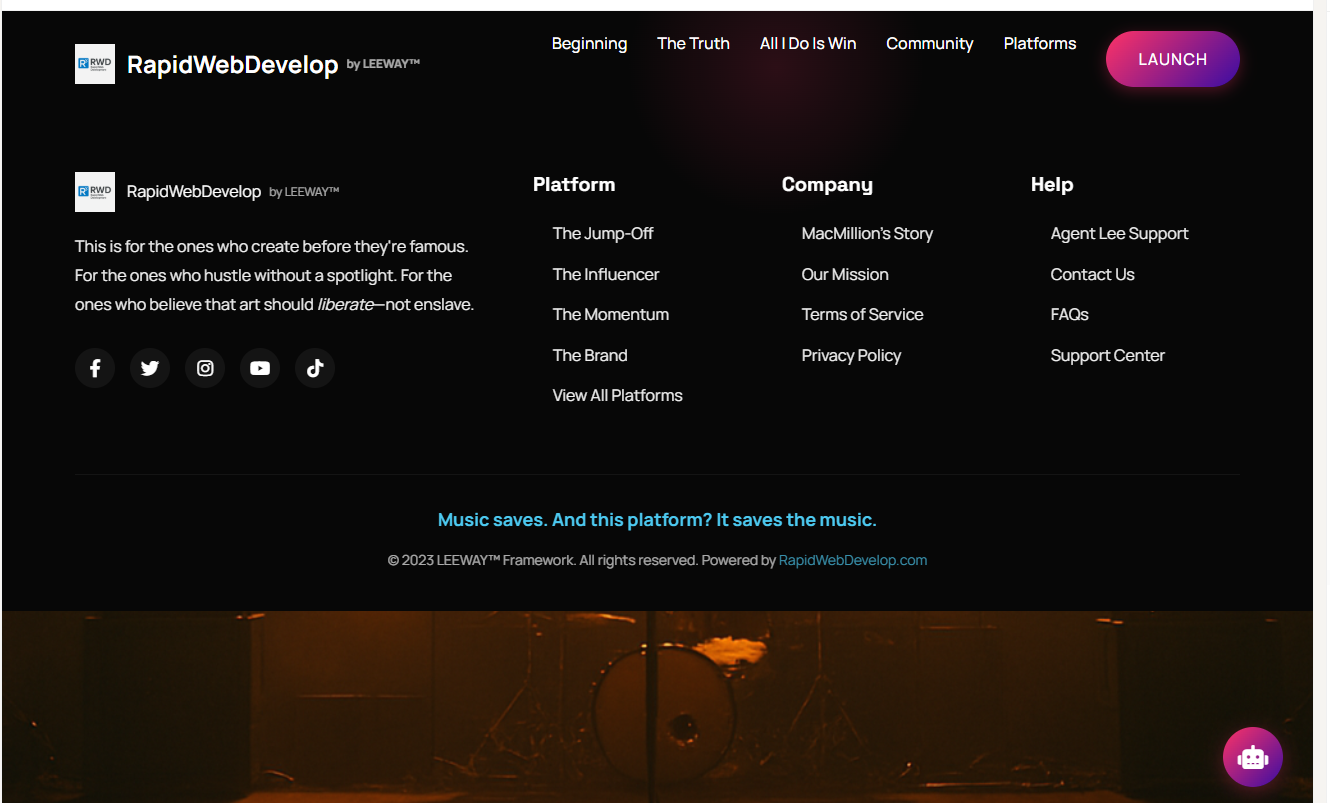 RWD
RapidWebDevelop by LEEWAY™
Beginning
The Truth
All I Do Is Win
Community
Platforms
LAUNCH
RWD
RapidWebDevelop by LEEWAY™
This is for the ones who create before they're famous.
For the ones who hustle without a spotlight. For the
ones who believe that art should liberate—not enslave.
Platform
The Jump-Off
The Influencer
The Momentum
The Brand
View All Platforms
Company
MacMillion's Story
Our Mission
Terms of Service
Privacy Policy
Help
Agent Lee Support
Contact Us
FAQs
Support Center
Music saves. And this platform? It saves the music.
© 2023 LEEWAY™ Framework. All rights reserved. Powered by RapidWebDevelop.com